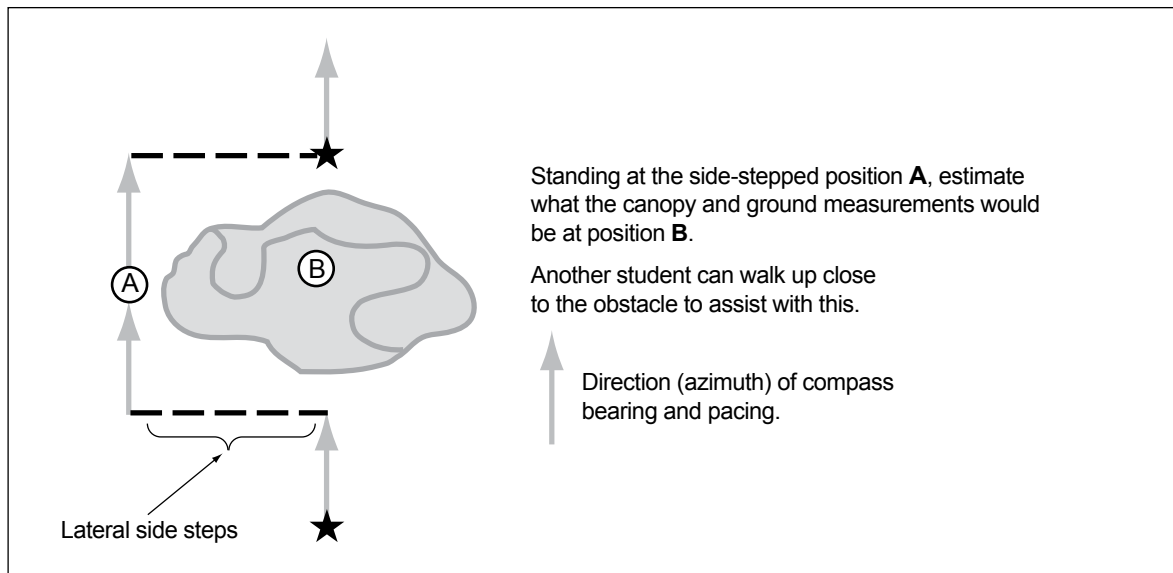 Standing at the side-stepped position A, estimate
what the canopy and ground measurements would
be at position B.
Another student can walk up close
to the obstacle to assist with this.
A
B
Direction (azimuth) of compass
bearing and pacing.
Lateral side steps